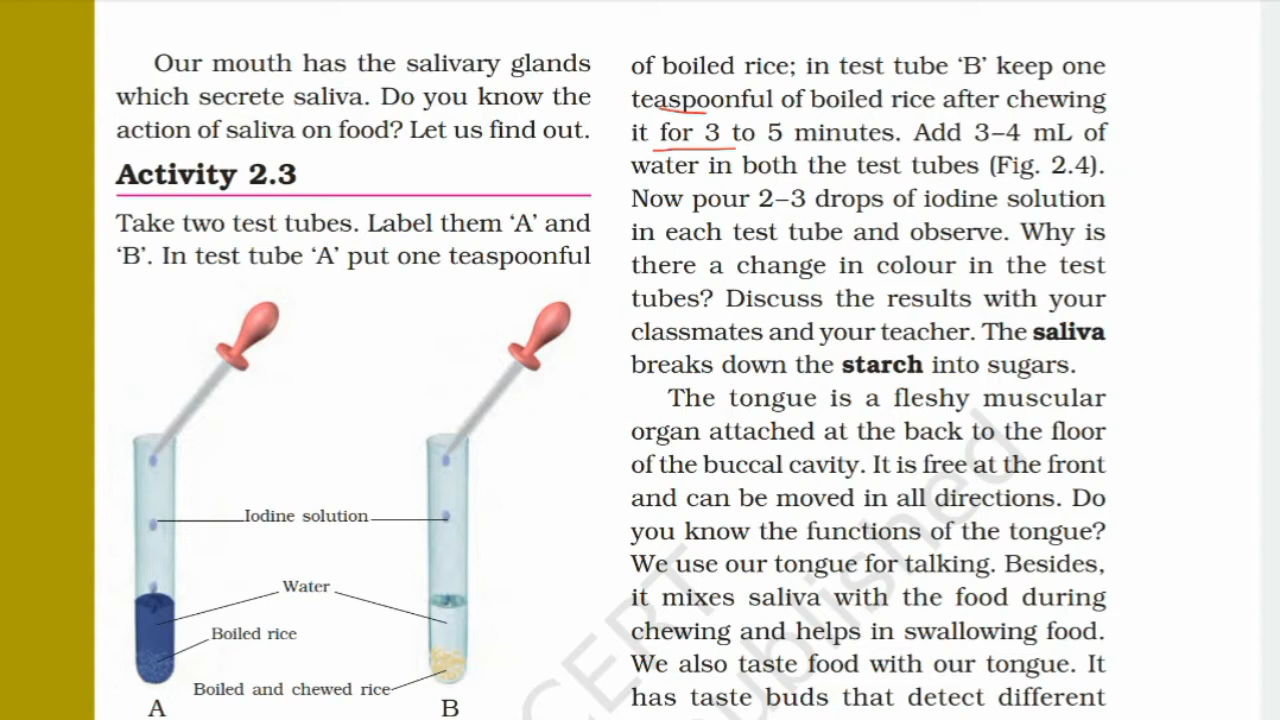 Our mouth has the salivary glands
which secrete saliva. Do you know the
action of saliva on food? Let us find out.
Activity 2.3
Take two test tubes. Label them ‘A’ and
‘B’. In test tube ‘A’ put one teaspoonful
Iodine solution
Water
Boiled rice
Boiled and chewed rice
A
B
of boiled rice; in test tube ‘B’ keep one
teaspoonful of boiled rice after chewing
it for 3 to 5 minutes. Add 3–4 mL of
water in both the test tubes (Fig. 2.4).
Now pour 2–3 drops of iodine solution
in each test tube and observe. Why is
there a change in colour in the test
tubes? Discuss the results with your
classmates and your teacher. The saliva
breaks down the starch into sugars.
The tongue is a fleshy muscular
organ attached at the back to the floor
of the buccal cavity. It is free at the front
and can be moved in all directions. Do
you know the functions of the tongue?
We use our tongue for talking. Besides,
it mixes saliva with the food during
chewing and helps in swallowing food.
We also taste food with our tongue. It
has taste buds that detect different